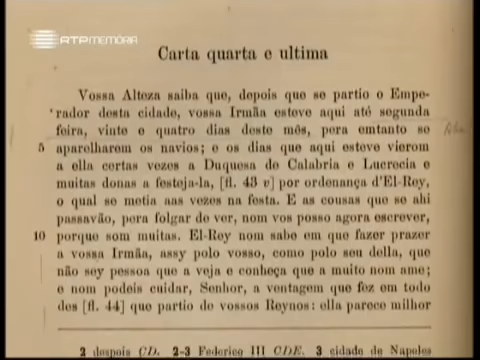 RTP MEMÓRIA
Carta quarta e ultima
Vossa Alteza saiba que, depois que se partio o Empe-
rador desta cidade, vossa Irmãa esteve aqui até segunda
feira, vinte e quatro dias deste mês, pera emtanto se
5 aparelharem os navios; e os dias que aqui esteve vierom
a ella certas vezes a Duquesa de Calabria e Lucrecia e
muitas donas a festeja-la, [fl. 43 v] por ordenança d'El-Rey,
o qual se metia aas vezes na festa. E as cousas que se ahi
passavão, pera folgar de ver, nom vos posso agora escrever,
10 porque som muitas. El-Rey nom sabe em que fazer prazer
a vossa Irmãa, assy polo vosso, como polo seu della, que
não sey pessoa que a veja e conheça que a muito nom ame;
e nom podeis cuidar, Senhor, a ventagem que fez em todo
des [fl. 44] que partio de vossos Reynos: ella parece milhor
2 despois CD. 2-3 Federico III CDE. 3 cidade de Napoles